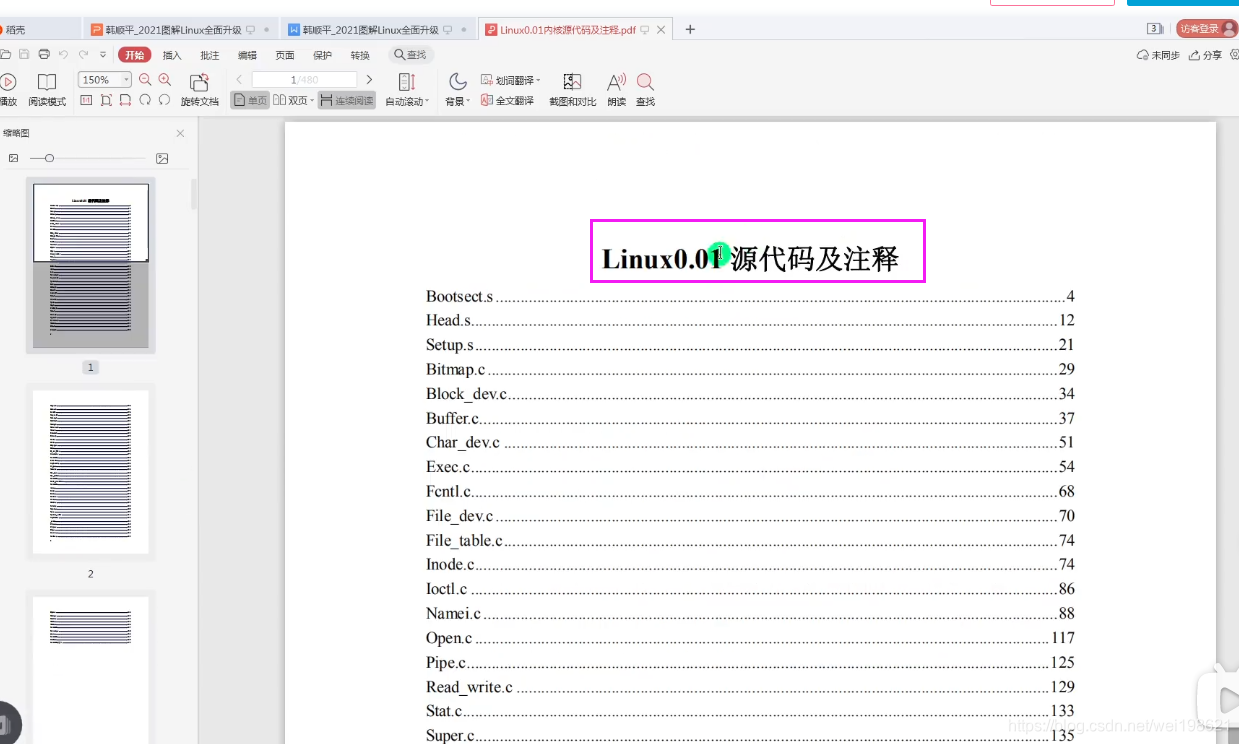 稻壳
韩顺平_2021图解Linux全面升级
韩顺平_2021图解Linux全面升级
Linux0.01内核源代码及注释.pdf
3
访客登录
开始
插入
批注
编辑
页面
保护
转换
查找
未同步
分享
播放
阅读模式
150%
旋转文档
1/480
单页
双页
连续阅读
自动滚动
背景
划词翻译
全文翻译
截图和对比
朗读
查找
缩略图
1
2
Linux0.01 源代码及注释
Bootsect.s 4
Head.s 12
Setup.s 21
Bitmap.c 29
Block_dev.c 34
Buffer.c 37
Char_dev.c 51
Exec.c 54
Fcntl.c 68
File_dev.c 70
File_table.c 74
Inode.c 74
Ioctl.c 86
Namei.c 88
Open.c 117
Pipe.c 125
Read_write.c 129
Stat.c 133
Super.c 135